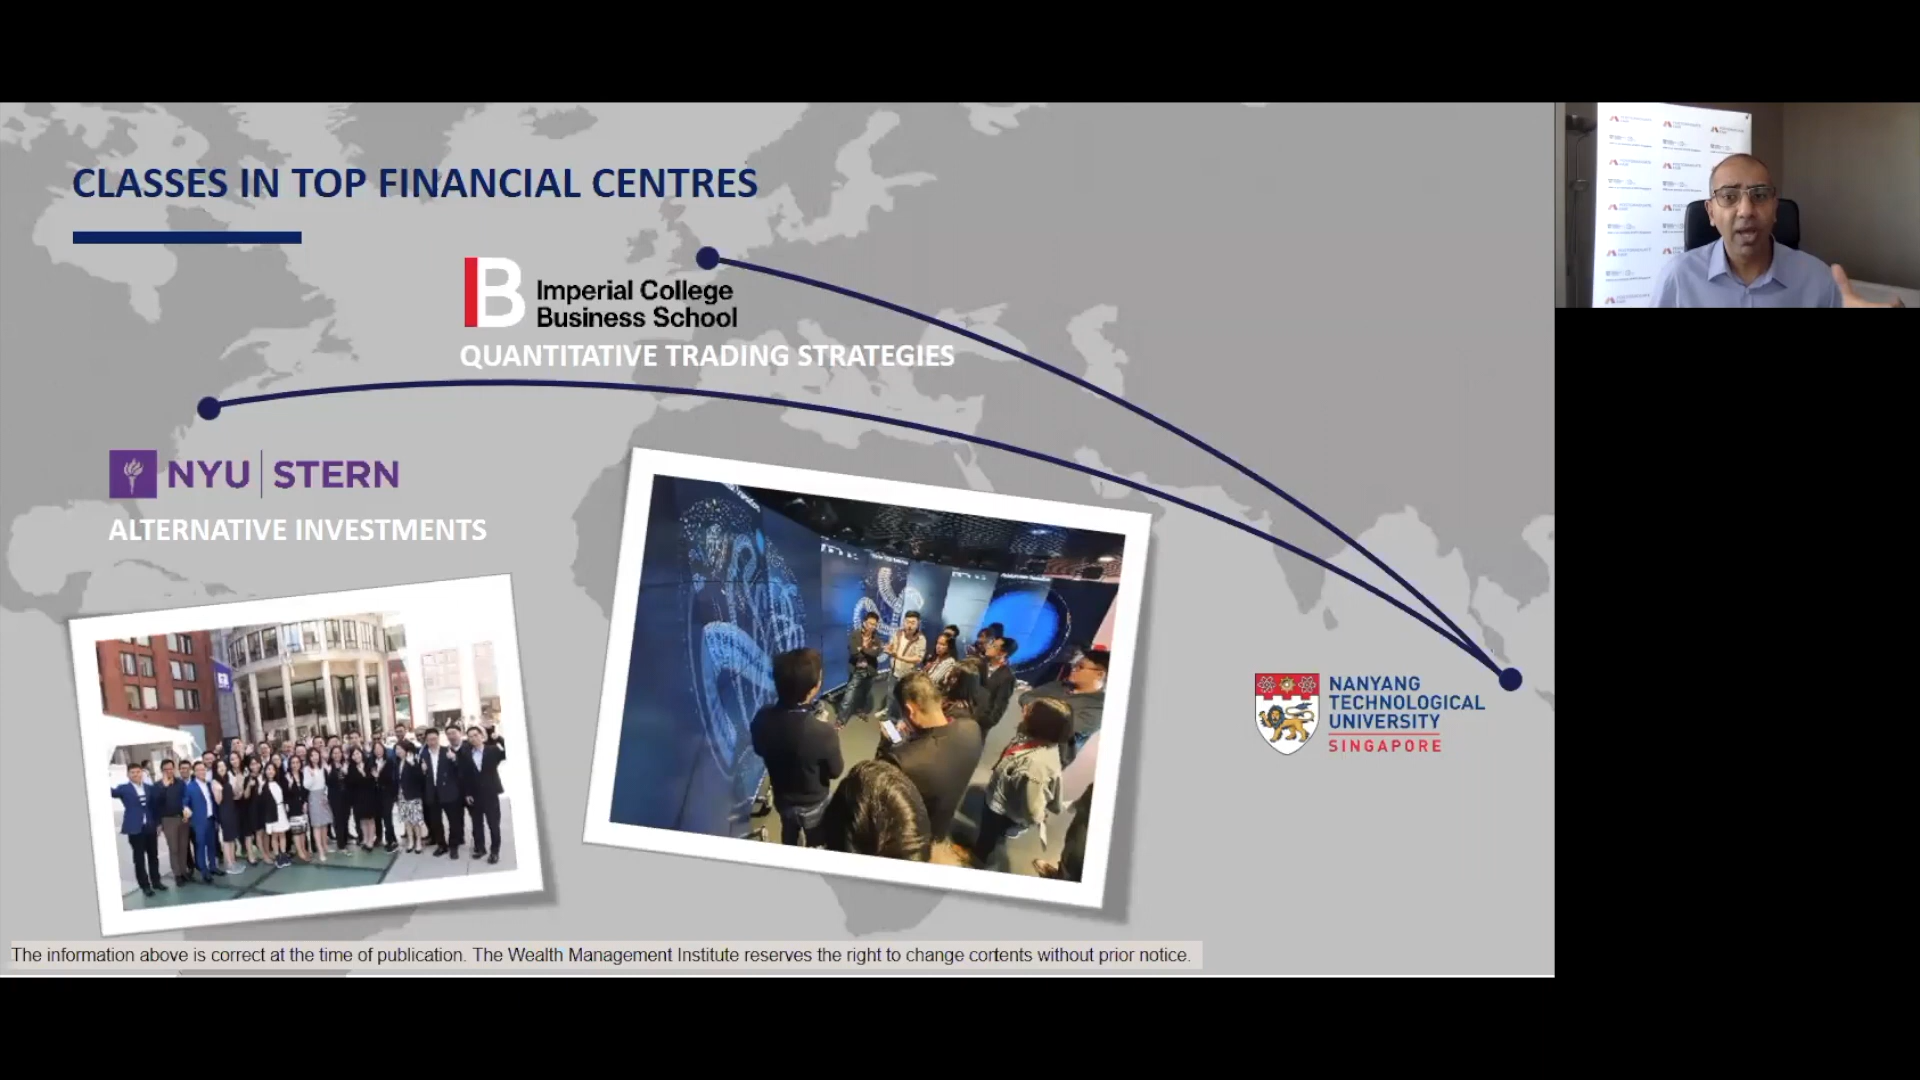 CLASSES IN TOP FINANCIAL CENTRES
Imperial College
Business School
QUANTITATIVE TRADING STRATEGIES
NYU STERN
ALTERNATIVE INVESTMENTS
NANYANG
TECHNOLOGICAL
UNIVERSITY
SINGAPORE
The information above is correct at the time of publication. The Wealth Management Institute reserves the right to change contents without prior notice.